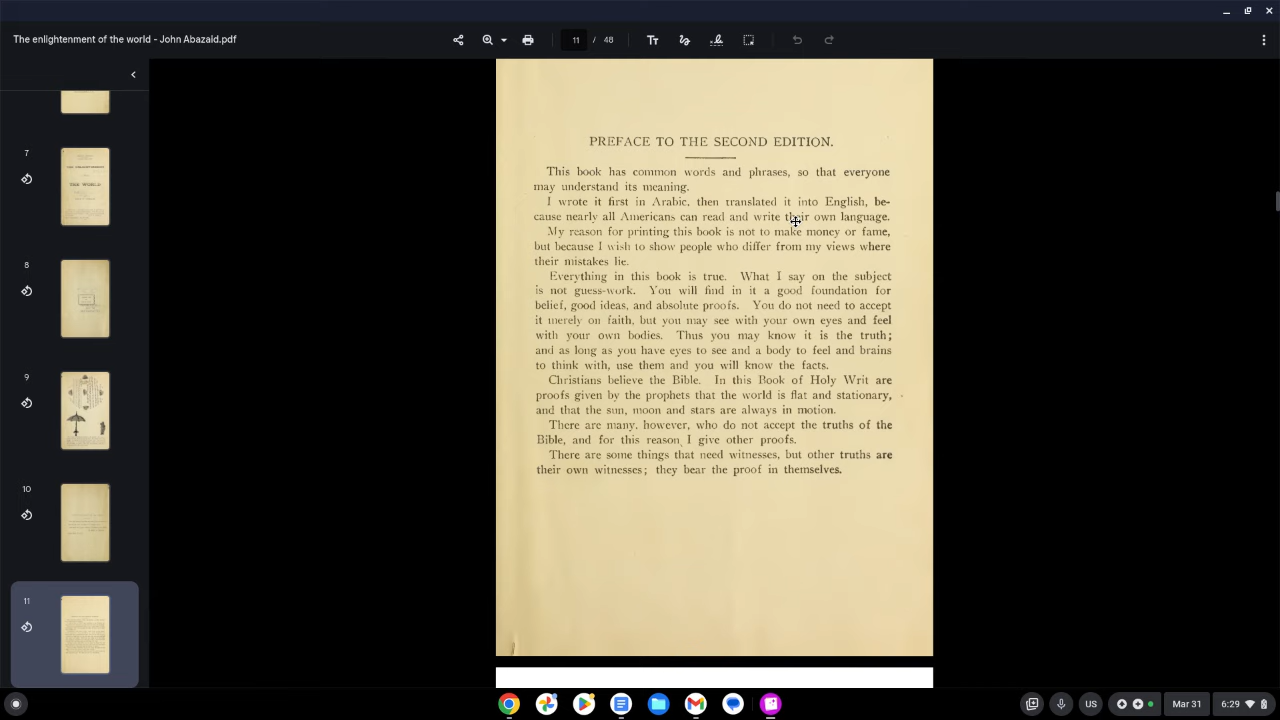 The enlightenment of the world - John Abazaid.pdf
11 / 48
THE WORLD
8
9
10
11
PREFACE TO THE SECOND EDITION.
This book has common words and phrases, so that everyone
may understand its meaning.
I wrote it first in Arabic, then translated it into English, be-
cause nearly all Americans can read and write their own language.
My reason for printing this book is not to make money or fame,
but because I wish to show people who differ from my views where
their mistakes lie.
Everything in this book is true. What I say on the subject
is not guess-work. You will find in it a good foundation for
belief, good ideas, and absolute proofs. You do not need to accept
it merely on faith, but you may see with your own eyes and feel
with your own bodies. Thus you may know it is the truth;
and as long as you have eyes to see and a body to feel and brains
to think with, use them and you will know the facts.
Christians believe the Bible. In this Book of Holy Writ are
proofs given by the prophets that the world is flat and stationary,
and that the sun, moon and stars are always in motion.
There are many, however, who do not accept the truths of the
Bible, and for this reason I give other proofs.
There are some things that need witnesses, but other truths are
their own witnesses; they bear the proof in themselves.
US
Mar 31
6:29